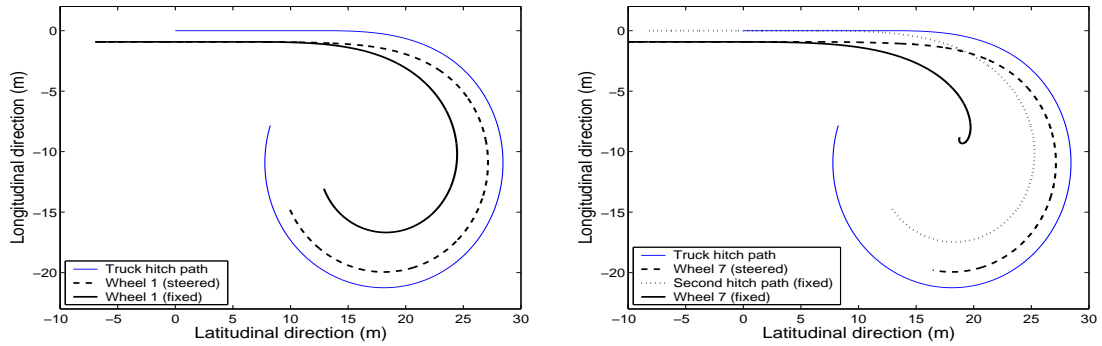 0
−5
−10
−15
−20
−10 −5 0 5 10 15 20 25 30
Longitudinal direction (m)
Latitudinal direction (m)
Truck hitch path
Wheel 1 (steered)
Wheel 1 (fixed)
0
−5
−10
−15
−20
−10 −5 0 5 10 15 20 25 30
Longitudinal direction (m)
Latitudinal direction (m)
Truck hitch path
Wheel 7 (steered)
Second hitch path (fixed)
Wheel 7 (fixed)